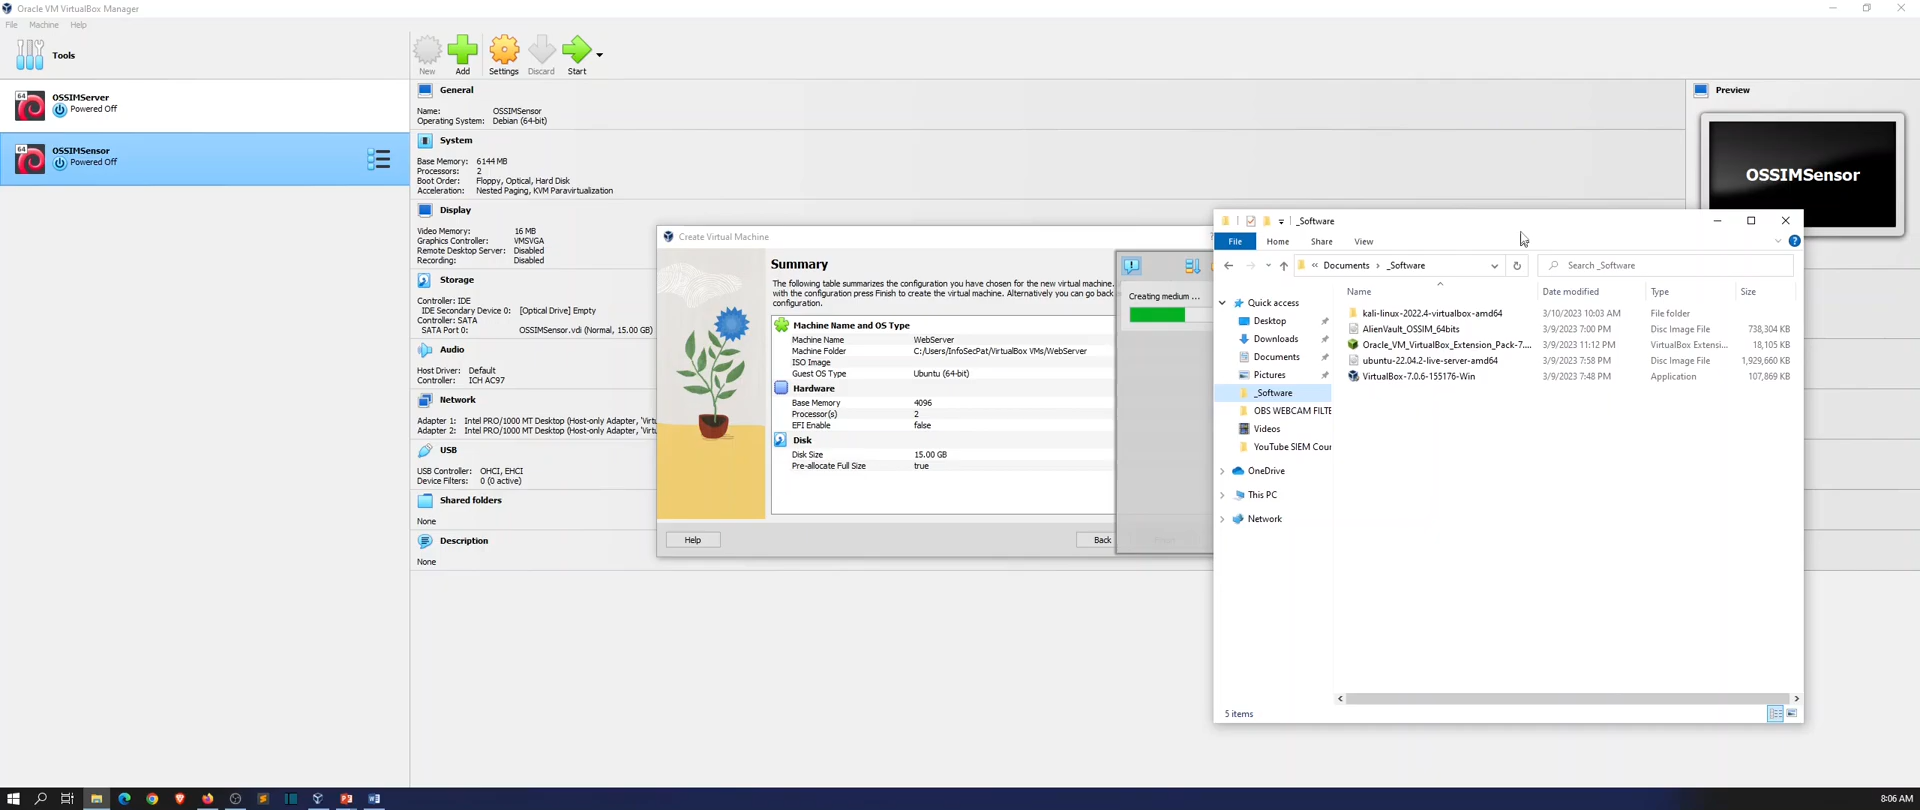 Oracle VM VirtualBox Manager
File Machine Help
Tools
New Add Settings Discard Start
64 OSSIMServer
Powered Off
64 OSSIMSensor
Powered Off
General
Name: OSSIMSensor
Operating System: Debian (64-bit)
System
Base Memory: 6144 MB
Processors: 2
Boot Order: Floppy, Optical, Hard Disk
Acceleration: Nested Paging, KVM Paravirtualization
Display
Video Memory: 16 MB
Graphics Controller: VMSVGA
Remote Desktop Server: Disabled
Recording: Disabled
Storage
Controller: IDE
IDE Secondary Device 0: [Optical Drive] Empty
Controller: SATA
SATA Port 0: OSSIMSensor.vdi (Normal, 15.00 GB)
Audio
Host Driver: Default
Controller: ICH AC97
Network
Adapter 1: Intel PRO/1000 MT Desktop (Host-only Adapter,
Adapter 2: Intel PRO/1000 MT Desktop (Host-only Adapter,
USB
USB Controller: OHCI, EHCI
Device Filters: 0 (0 active)
Shared folders
None
Description
None
Preview
OSSIMSensor
Create Virtual Machine
Summary
The following table summarizes the configuration you have chosen for the new virtual machine.
with the configuration press Finish to create the virtual machine. Alternatively you can go back
configuration.
Machine Name and OS Type
Machine Name WebServer
Machine Folder C:/Users/InfoSecPat/VirtualBox VMs/WebServer
ISO Image
Guest OS Type Ubuntu (64-bit)
Hardware
Base Memory 4096
Processor(s) 2
EFI Enable false
Disk
Disk Size 15.00 GB
Pre-allocate Full Size true
Help Back
Creating medium ...
_Software
File Home Share View
« Documents › _Software
Search _Software
Quick access
Desktop
Downloads
Documents
Pictures
_Software
OBS WEBCAM FILTE
Videos
YouTube SIEM Cour
OneDrive
This PC
Network
Name Date modified Type Size
kali-linux-2022.4-virtualbox-amd64 3/10/2023 10:03 AM File folder
AlienVault_OSSIM_64bits 3/9/2023 7:00 PM Disc Image File 738,304 KB
Oracle_VM_VirtualBox_Extension_Pack-7.... 3/9/2023 11:12 PM VirtualBox Extensi... 18,105 KB
ubuntu-22.04.2-live-server-amd64 3/9/2023 7:58 PM Disc Image File 1,929,660 KB
VirtualBox-7.0.6-155176-Win 3/9/2023 7:48 PM Application 107,869 KB
5 items
8:06 AM